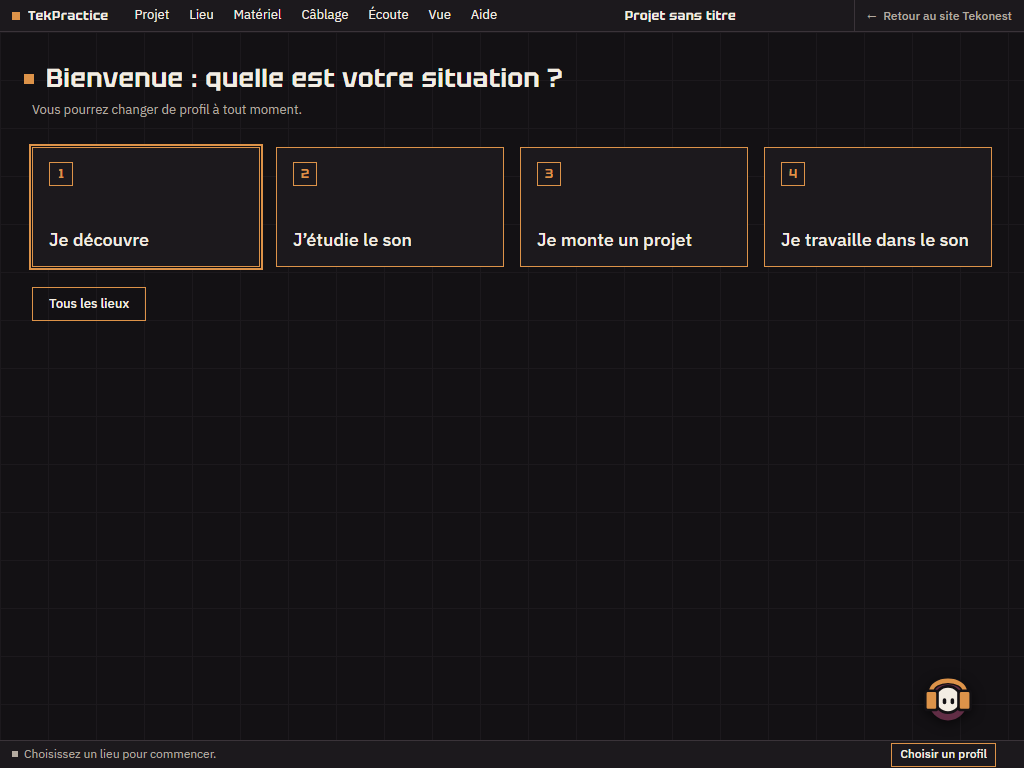 TekPractice Projet Lieu Matériel Câblage Écoute Vue Aide Projet sans titre ← Retour au site Tekonest
Bienvenue : quelle est votre situation ?
Vous pourrez changer de profil à tout moment.
1 2 3 4
Je découvre J’étudie le son Je monte un projet Je travaille dans le son
Tous les lieux
Choisissez un lieu pour commencer. Choisir un profil